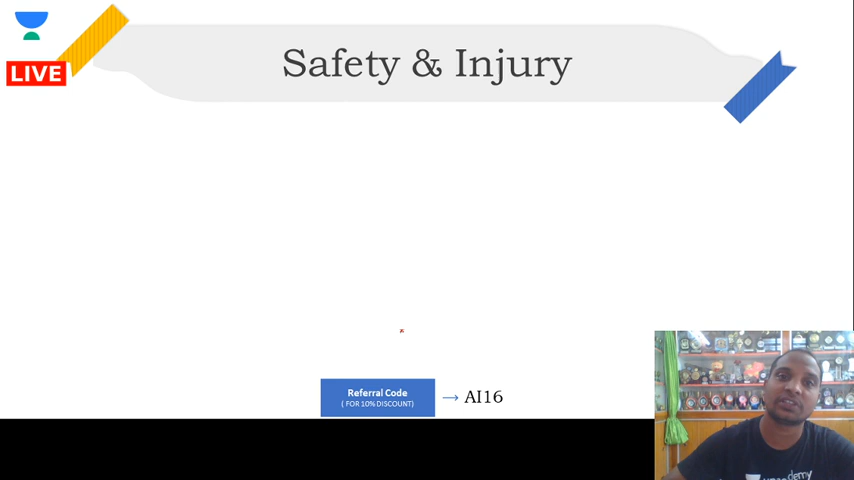 LIVE
Safety & Injury
Referral Code
( FOR 10% DISCOUNT)
AI16